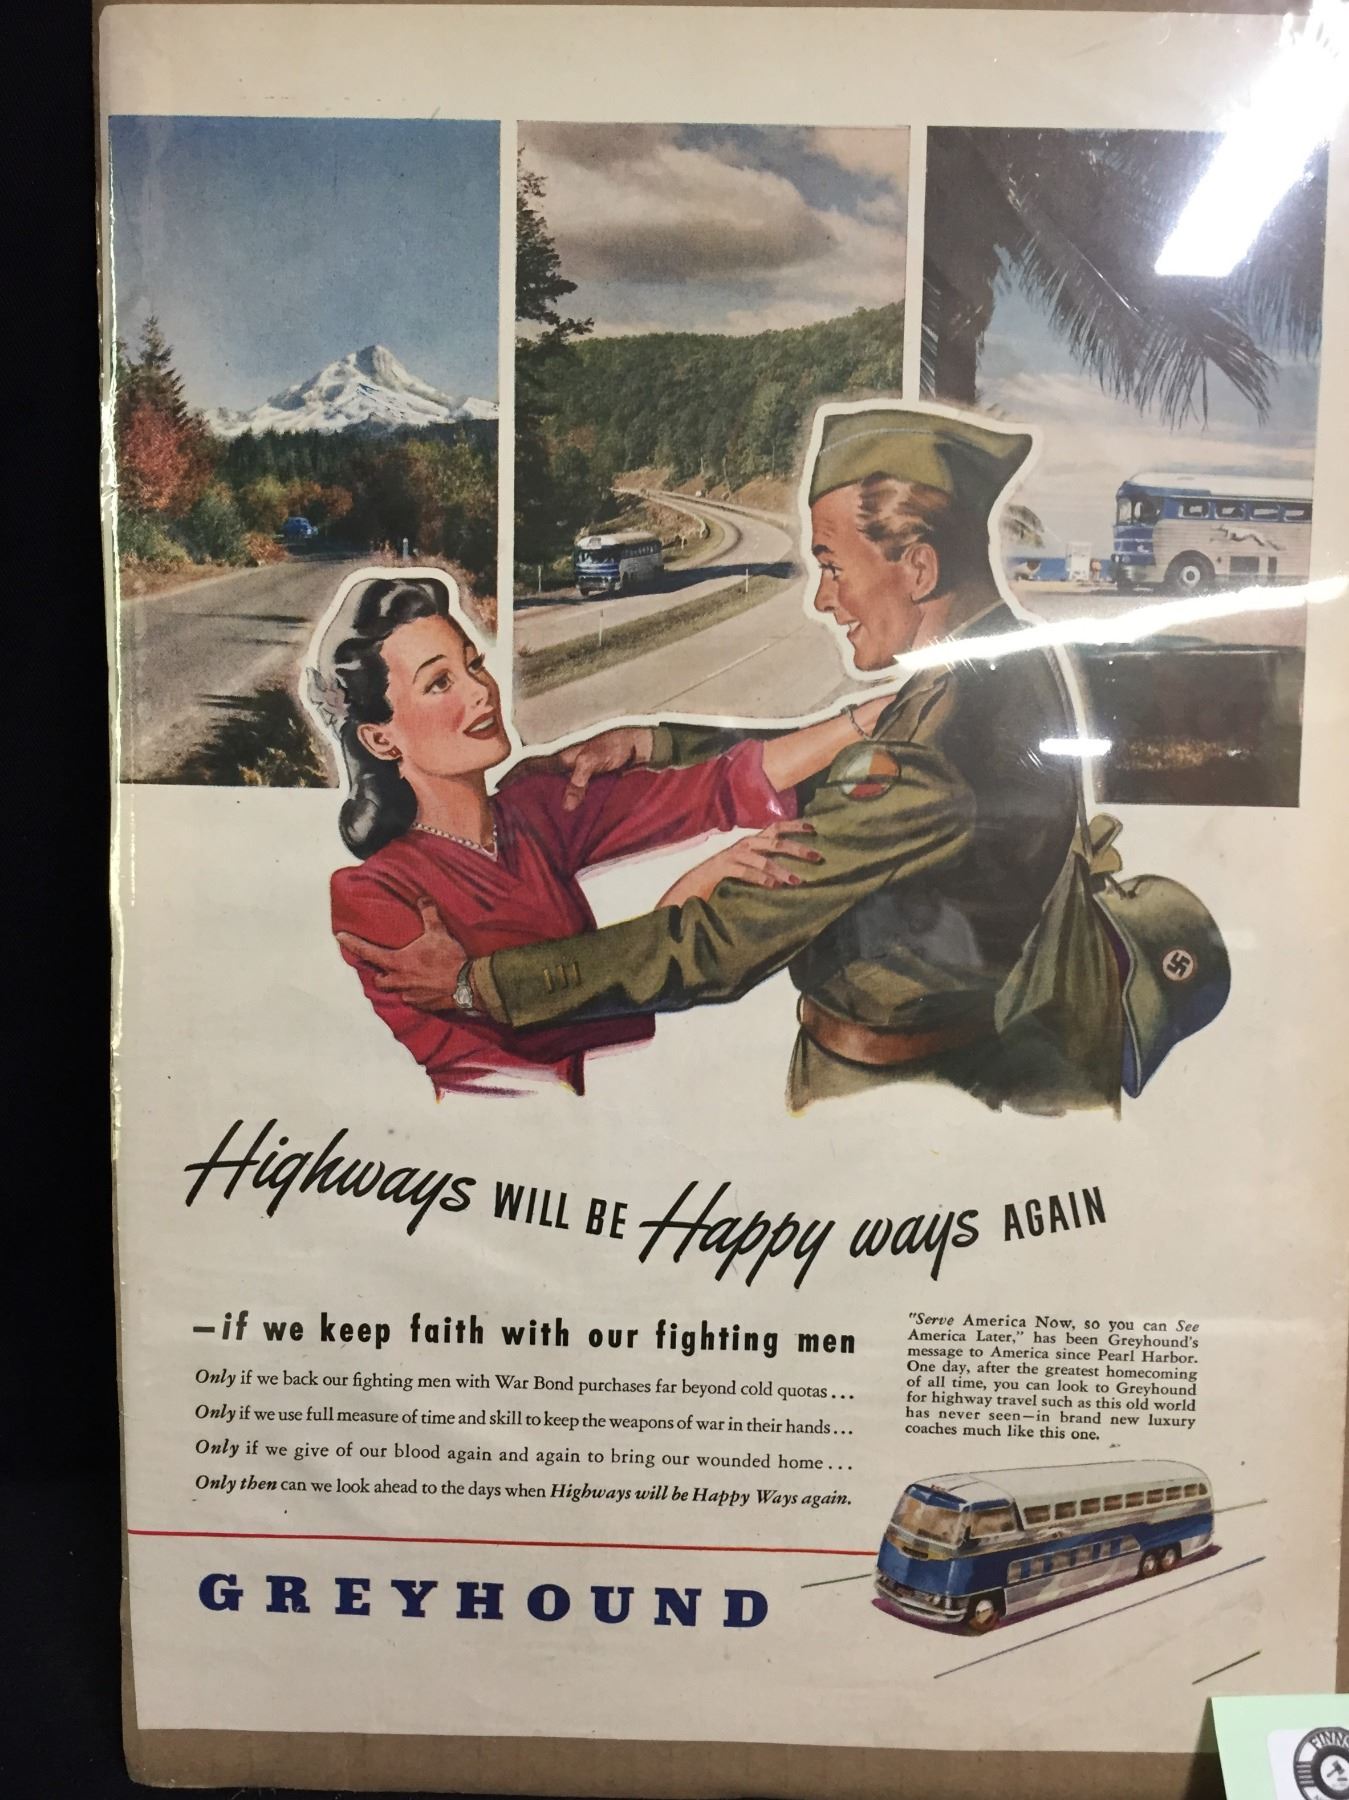 Highways WILL BE Happy ways AGAIN
—if we keep faith with our fighting men
Only if we back our fighting men with War Bond purchases far beyond cold quotas...
Only if we use full measure of time and skill to keep the weapons of war in their hands...
Only if we give of our blood again and again to bring our wounded home...
Only then can we look ahead to the days when Highways will be Happy Ways again.
"Serve America Now, so you can See
America Later," has been Greyhound's
message to America since Pearl Harbor.
One day, after the greatest homecoming
of all time, you can look to Greyhound
for highway travel such as this old world
has never seen—in brand new luxury
coaches much like this one.
GREYHOUND